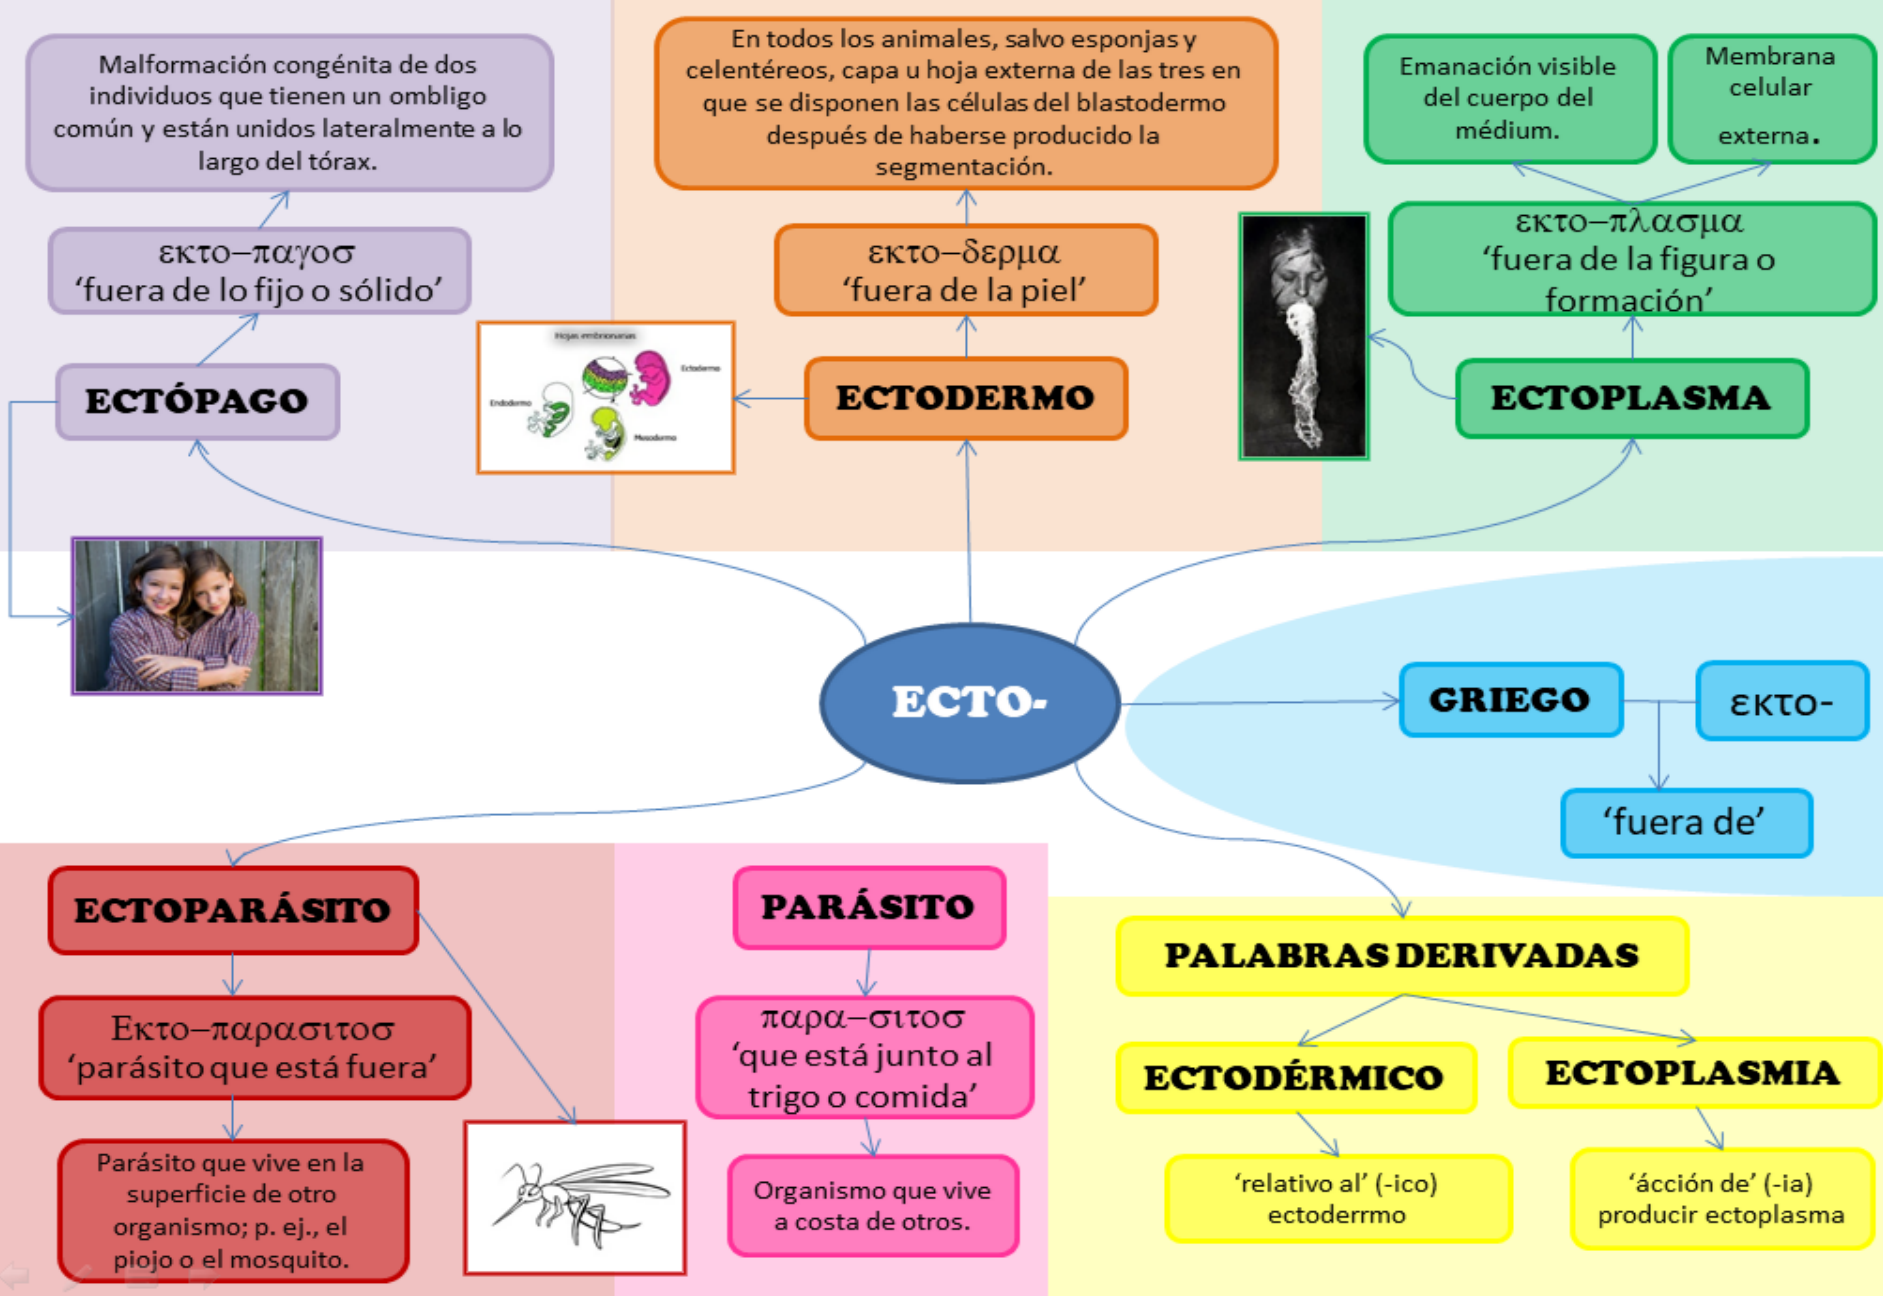 Malformación congénita de dos
individuos que tienen un ombligo
común y están unidos lateralmente a lo
largo del tórax.
εκτο–παγοσ
‘fuera de lo fijo o sólido’
ECTÓPAGO
En todos los animales, salvo esponjas y
celentéreos, capa u hoja externa de las tres en
que se disponen las células del blastodermo
después de haberse producido la
segmentación.
εκτο–δερμα
‘fuera de la piel’
ECTODERMO
Hojas embrionarias
Ectodermo
Endodermo
Mesodermo
Emanación visible
del cuerpo del
médium.
Membrana
celular
externa.
εκτο–πλασμα
‘fuera de la figura o
formación’
ECTOPLASMA
ECTO-
GRIEGO
εκτο-
‘fuera de’
ECTOPARÁSITO
Εκτο–παρασιτοσ
‘parásito que está fuera’
Parásito que vive en la
superficie de otro
organismo; p. ej., el
piojo o el mosquito.
PARÁSITO
παρα–σιτοσ
‘que está junto al
trigo o comida’
Organismo que vive
a costa de otros.
PALABRAS DERIVADAS
ECTODÉRMICO
‘relativo al’ (-ico)
ectoderrmo
ECTOPLASMIA
‘ácción de’ (-ia)
producir ectoplasma